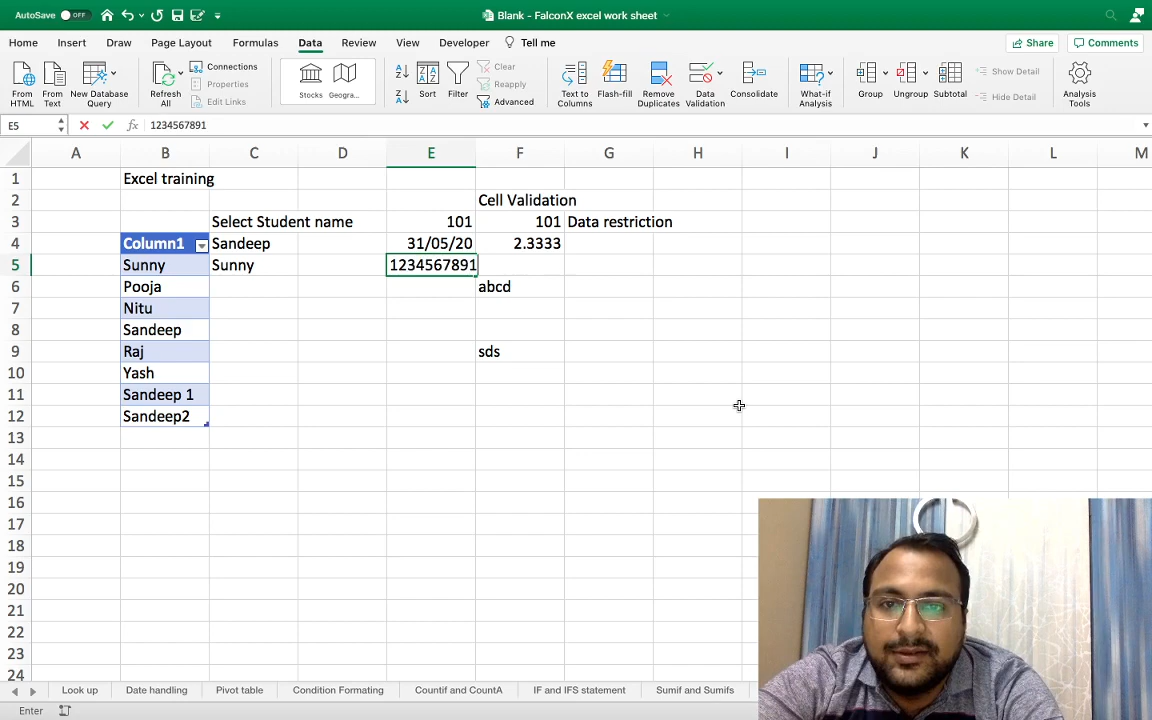 AutoSave OFF
Blank - FalconX excel work sheet
Home Insert Draw Page Layout Formulas Data Review View Developer Tell me Share Comments
From HTML
From Text
New Database Query
Refresh All
Connections
Properties
Edit Links
Stocks Geogra...
Sort
Filter
Clear
Reapply
Advanced
Text to Columns
Flash-fill
Remove Duplicates
Data Validation
Consolidate
What-if Analysis
Group
Ungroup
Subtotal
Show Detail
Hide Detail
Analysis Tools
E5 fx 1234567891
A B C D E F G H I J K L M
1 Excel training
2 Cell Validation
3 Select Student name 101 101 Data restriction
4 Column1 Sandeep 31/05/20 2.3333
5 Sunny Sunny 1234567891
6 Pooja abcd
7 Nitu
8 Sandeep
9 Raj sds
10 Yash
11 Sandeep 1
12 Sandeep2
13
14
15
16
17
18
19
20
21
22
23
24
Look up Date handling Pivot table Condition Formating Countif and CountA IF and IFS statement Sumif and Sumifs
Enter